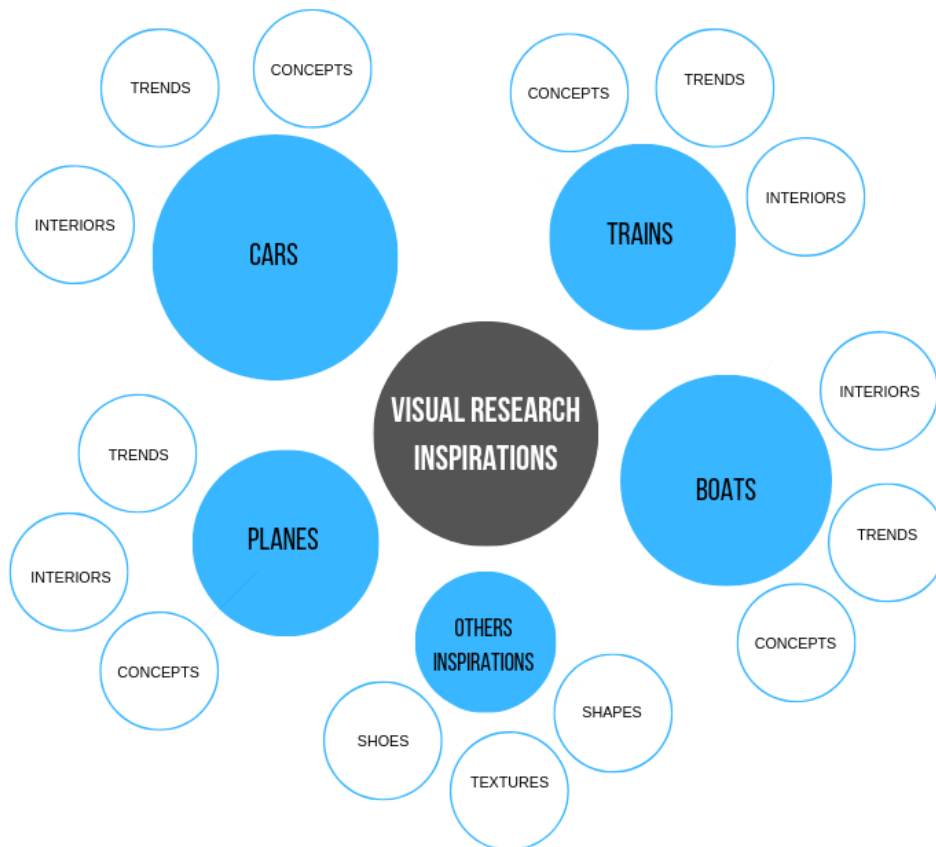 CONCEPTS
TRENDS
CARS
INTERIORS
CONCEPTS
TRENDS
INTERIORS
TRAINS
VISUAL RESEARCH
INSPIRATIONS
INTERIORS
TRENDS
CONCEPTS
BOATS
TRENDS
INTERIORS
CONCEPTS
PLANES
OTHERS
INSPIRATIONS
SHOES
TEXTURES
SHAPES